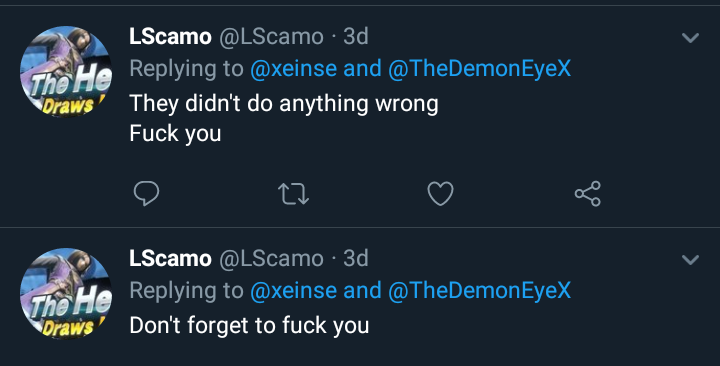 LScamo @LScamo · 3d
Replying to @xeinse and @TheDemonEyeX
The He
Draws
They didn't do anything wrong
Fuck you
LScamo @LScamo · 3d
Replying to @xeinse and @TheDemonEyeX
The He
Draws
Don't forget to fuck you